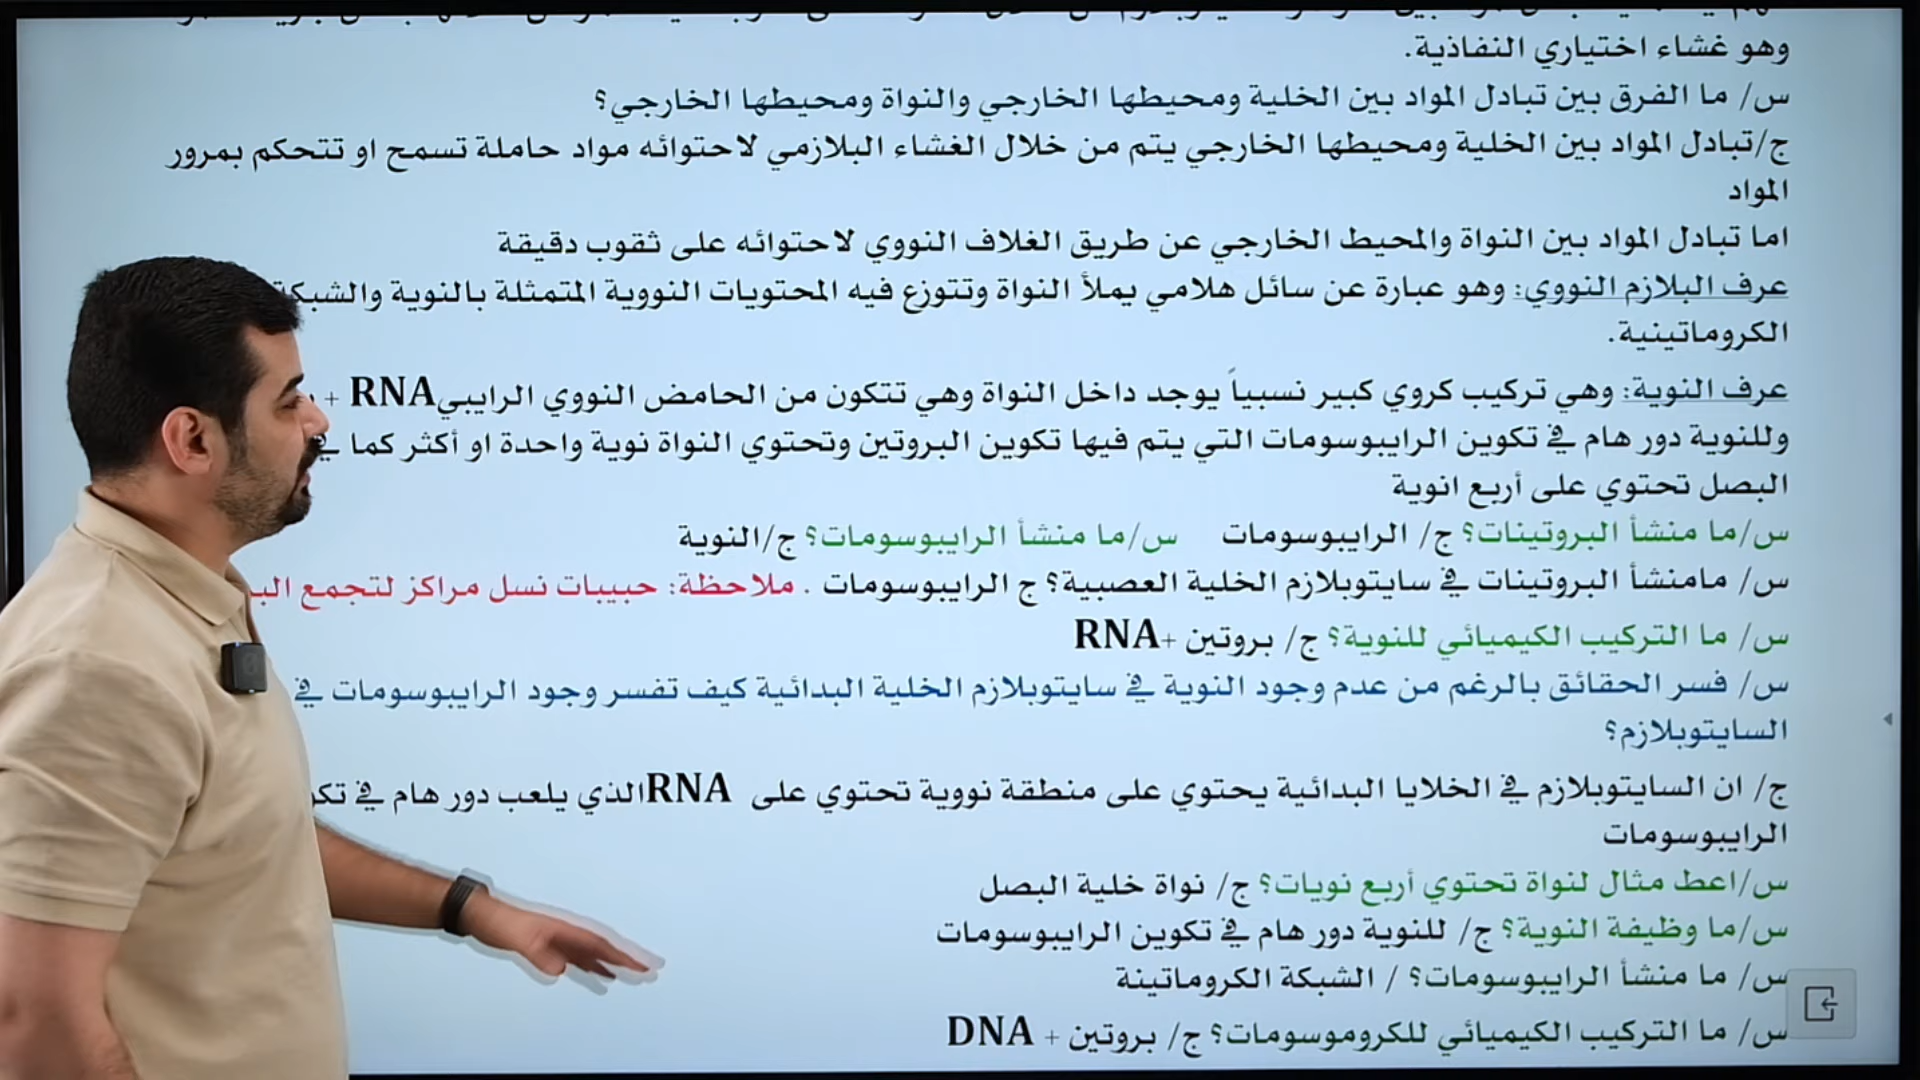 وهو غشاء اختياري النفاذية.
س/ ما الفرق بين تبادل المواد بين الخلية ومحيطها الخارجي والنواة ومحيطها الخارجي؟
ج/تبادل المواد بين الخلية ومحيطها الخارجي يتم من خلال الغشاء البلازمي لاحتوائه مواد حاملة تسمح او تتحكم بمرور
المواد
اما تبادل المواد بين النواة والمحيط الخارجي عن طريق الغلاف النووي لاحتوائه على ثقوب دقيقة
عرف البلازم النووي: وهو عبارة عن سائل هلامي يملأ النواة وتتوزع فيه المحتويات النووية المتمثلة بالنوية والشبكة
الكروماتينية.
عرف النوية: وهي تركيب كروي كبير نسبياً يوجد داخل النواة وهي تتكون من الحامض النووي الرايبي RNA +
وللنوية دور هام في تكوين الرايبوسومات التي يتم فيها تكوين البروتين وتحتوي النواة نوية واحدة او أكثر كما في
البصل تحتوي على أربع انوية
س/ما منشأ البروتينات؟ ج/ الرايبوسومات س/ما منشأ الرايبوسومات؟ ج/النوية
س/ مامنشأ البروتينات في سايتوبلازم الخلية العصبية؟ ج الرايبوسومات . ملاحظة: حبيبات نسل مراكز لتجمع
س/ ما التركيب الكيميائي للنوية؟ ج/ بروتين +RNA
س/ فسر الحقائق بالرغم من عدم وجود النوية في سايتوبلازم الخلية البدائية كيف تفسر وجود الرايبوسومات في
السايتوبلازم؟
ج/ ان السايتوبلازم في الخلايا البدائية يحتوي على منطقة نووية تحتوي على RNAالذي يلعب دور هام في
الرايبوسومات
س/اعط مثال لنواة تحتوي أربع نويات؟ ج/ نواة خلية البصل
س/ما وظيفة النوية؟ ج/ للنوية دور هام في تكوين الرايبوسومات
س/ ما منشأ الرايبوسومات؟ / الشبكة الكروماتينة
س/ ما التركيب الكيميائي للكروموسومات؟ ج/ بروتين + DNA